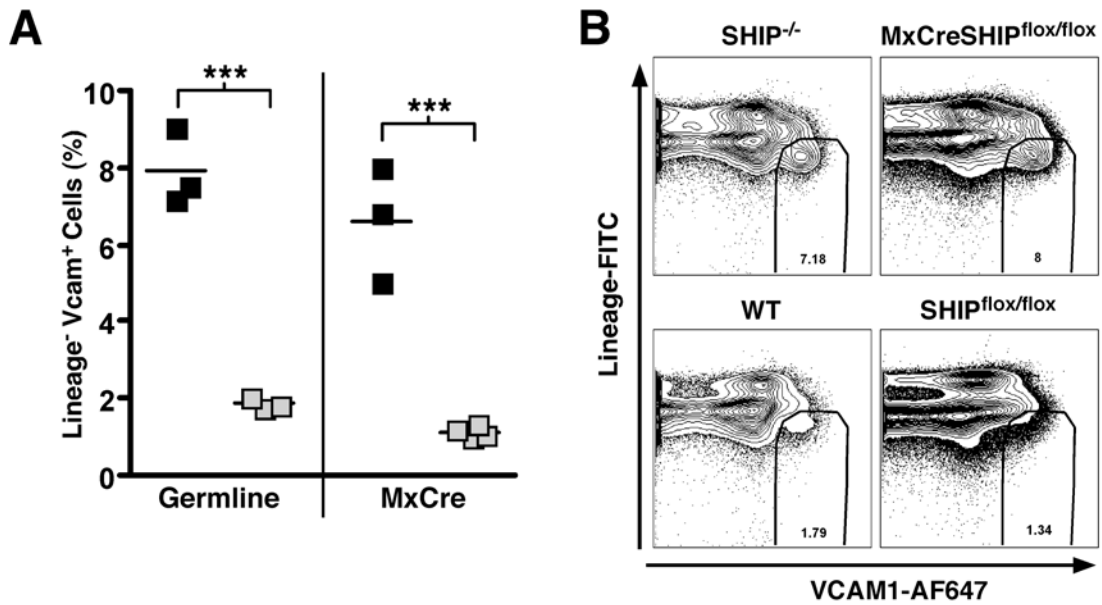 A
Lineage⁻ Vcam⁺ Cells (%)
10
8
6
4
2
0
***
***
Germline
MxCre
B
SHIP⁻/⁻
MxCreSHIPflox/flox
7.18
8
WT
SHIPflox/flox
1.79
1.34
Lineage-FITC
VCAM1-AF647